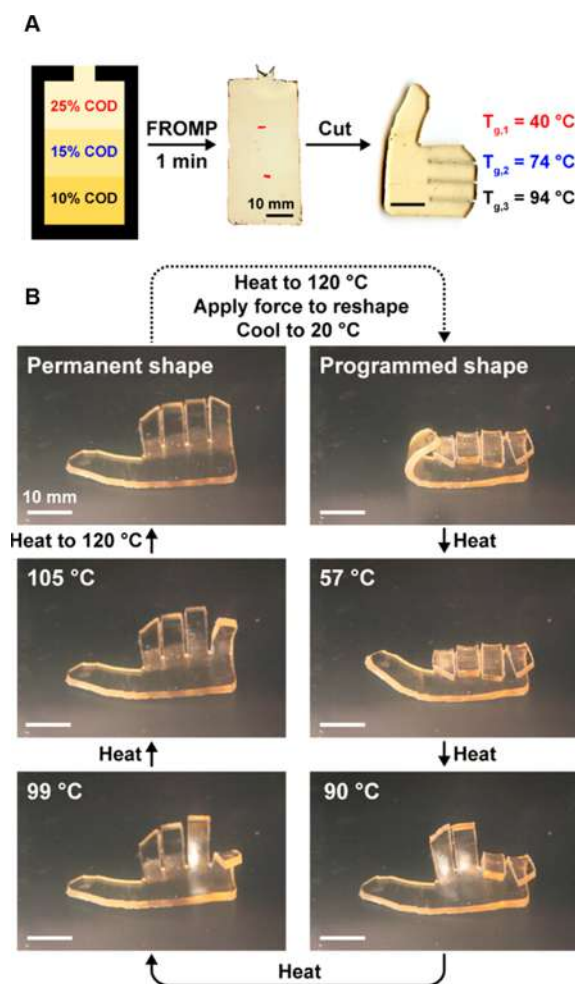 A
25% COD
15% COD
10% COD
FROMP
1 min
10 mm
Cut
T g,1 = 40 °C
T g,2 = 74 °C
T g,3 = 94 °C
B
Heat to 120 °C
Apply force to reshape
Cool to 20 °C
Permanent shape
10 mm
Programmed shape
Heat to 120 °C
Heat
105 °C
57 °C
Heat
Heat
99 °C
90 °C
Heat